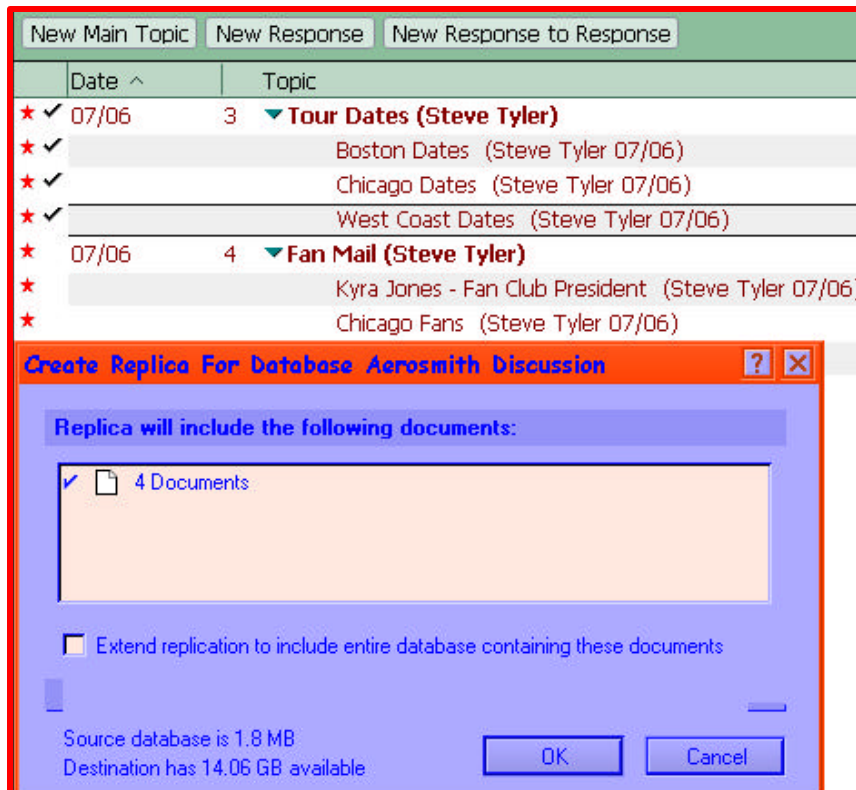 New Main Topic New Response New Response to Response
Date Topic
07/06 3 Tour Dates (Steve Tyler)
Boston Dates (Steve Tyler 07/06)
Chicago Dates (Steve Tyler 07/06)
West Coast Dates (Steve Tyler 07/06)
07/06 4 Fan Mail (Steve Tyler)
Kyra Jones - Fan Club President (Steve Tyler 07/06)
Chicago Fans (Steve Tyler 07/06)
Create Replica For Database Aerosmith Discussion ?
Replica will include the following documents:
4 Documents
Extend replication to include entire database containing these documents
Source database is 1.8 MB
Destination has 14.06 GB available
OK Cancel